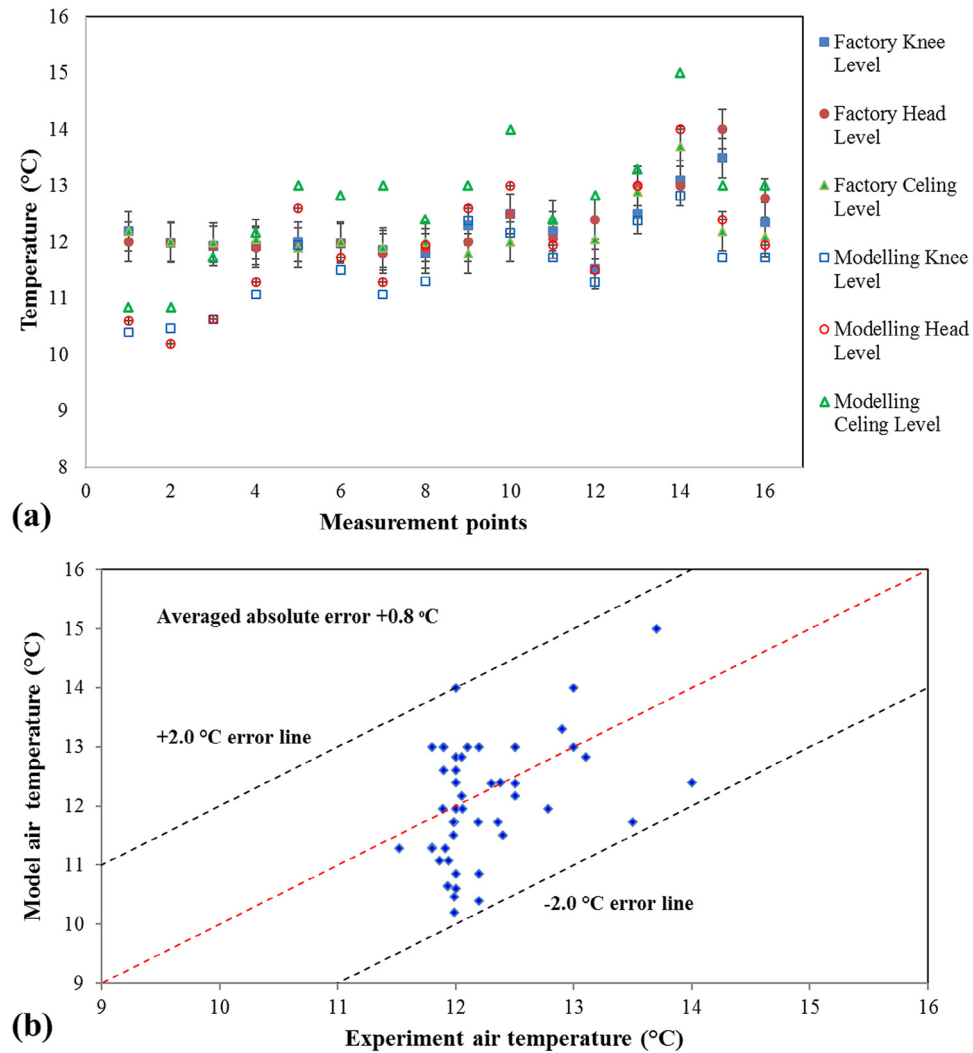 16
15
14
13
12
11
10
9
8
Temperature (°C)
0
2
4
6
8
10
12
14
16
Measurement points
Factory Knee
Level
Factory Head
Level
Factory Celing
Level
Modelling Knee
Level
Modelling Head
Level
Modelling
Celing Level
(a)
16
15
14
13
12
11
10
9
Model air temperature (°C)
Averaged absolute error +0.8 °C
+2.0 °C error line
-2.0 °C error line
9
10
11
12
13
14
15
16
Experiment air temperature (°C)
(b)